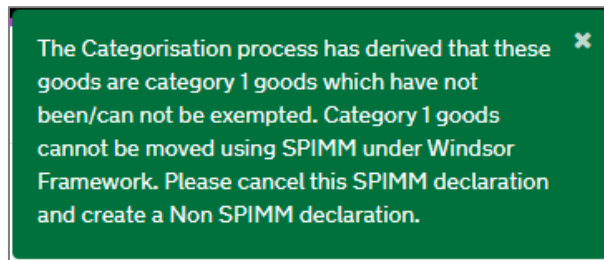 The Categorisation process has derived that these
goods are category 1 goods which have not
been/can not be exempted. Category 1 goods
cannot be moved using SPIMM under Windsor
Framework. Please cancel this SPIMM declaration
and create a Non SPIMM declaration.